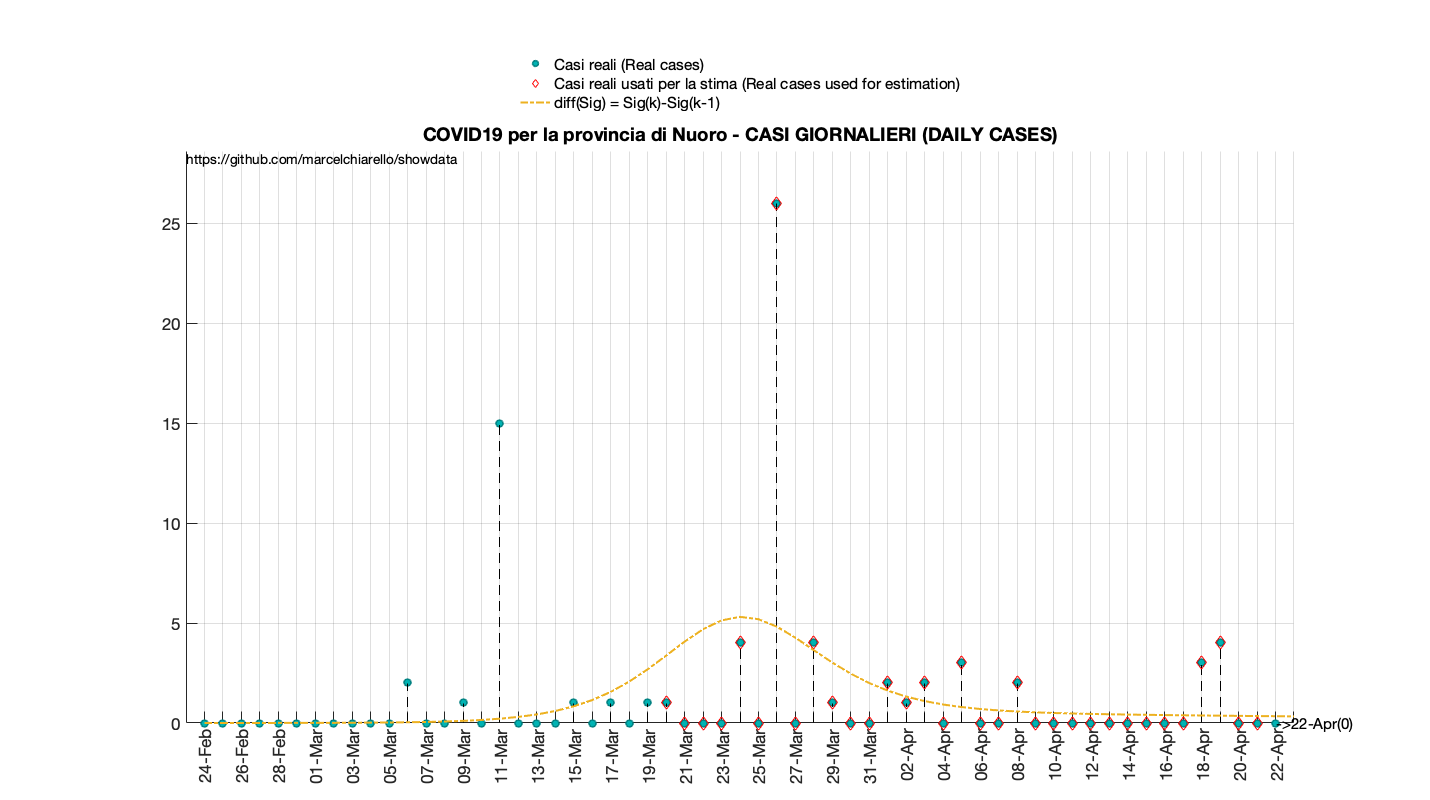 Casi reali (Real cases)
Casi reali usati per la stima (Real cases used for estimation)
diff(Sig) = Sig(k)-Sig(k-1)
COVID19 per la provincia di Nuoro - CASI GIORNALIERI (DAILY CASES)
https://github.com/marcelchiarello/showdata
25
20
15
10
5
0
->22-Apr(0)
24-Feb
26-Feb
28-Feb
01-Mar
03-Mar
05-Mar
07-Mar
09-Mar
11-Mar
13-Mar
15-Mar
17-Mar
19-Mar
21-Mar
23-Mar
25-Mar
27-Mar
29-Mar
31-Mar
02-Apr
04-Apr
06-Apr
08-Apr
10-Apr
12-Apr
14-Apr
16-Apr
18-Apr
20-Apr
22-Apr